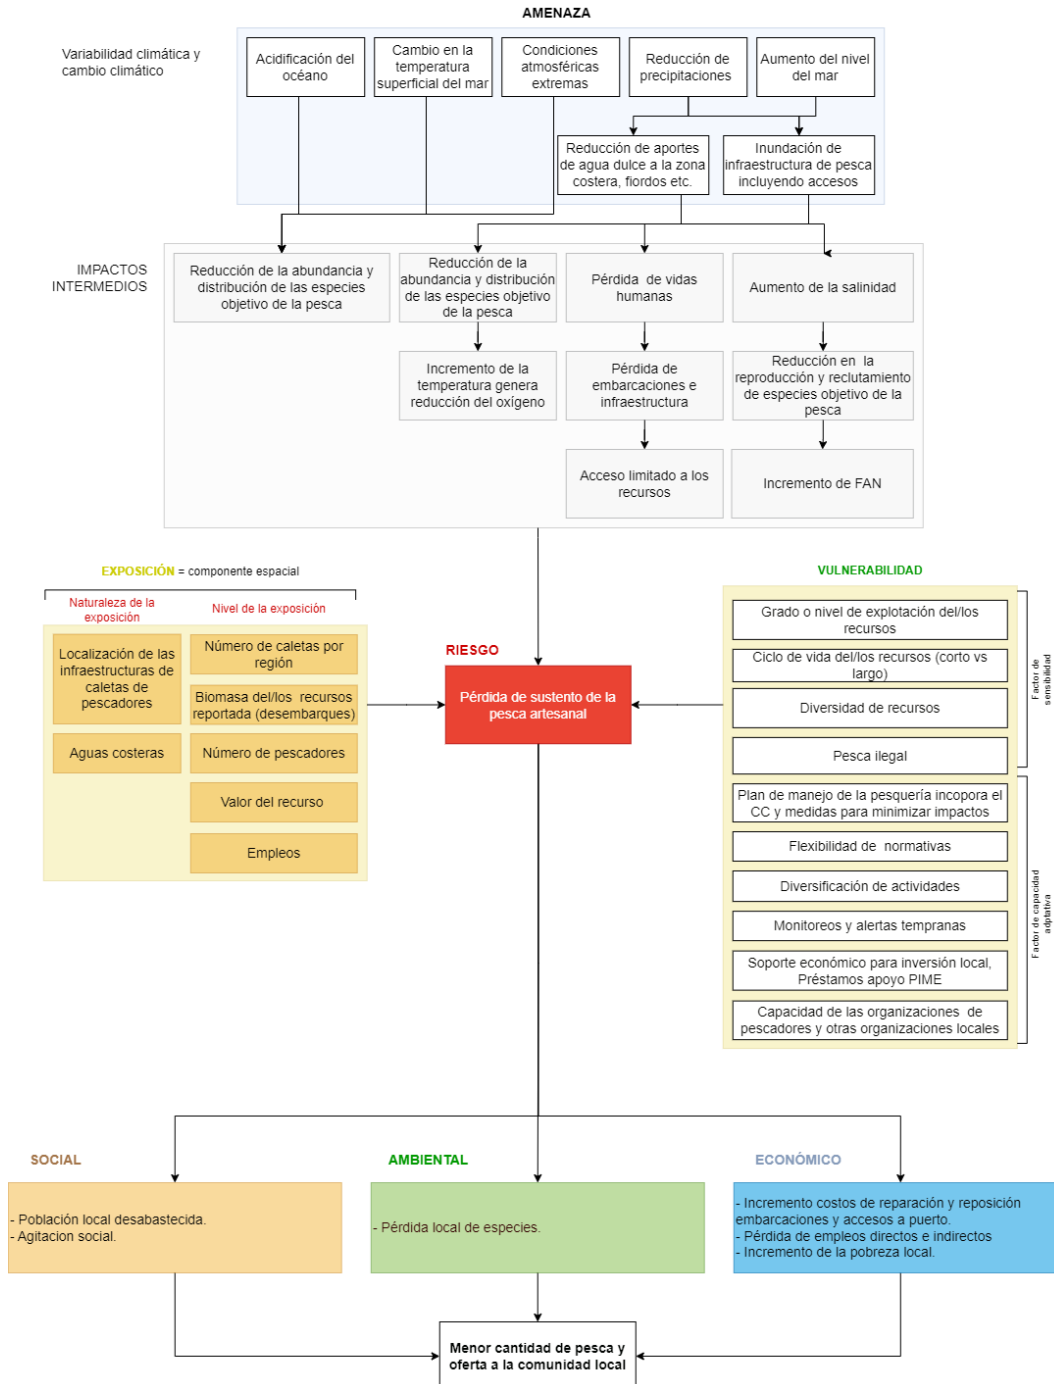 AMENAZA
Variabilidad climática y
cambio climático
Acidificación del
océano
Cambio en la
temperatura
superficial del mar
Condiciones
atmosféricas
extremas
Reducción de
precipitaciones
Aumento del nivel
del mar
Reducción de aportes
de agua dulce a la zona
costera, fiordos etc.
Inundación de
infraestructura de pesca
incluyendo accesos
IMPACTOS
INTERMEDIOS
Reducción de la abundancia y
distribución de las especies
objetivo de la pesca
Reducción de la
abundancia y distribución
de las especies objetivo
de la pesca
Pérdida de vidas
humanas
Aumento de la salinidad
Incremento de la
temperatura genera
reducción del oxígeno
Pérdida de
embarcaciones e
infraestructura
Reducción en la
reproducción y reclutamiento
de especies objetivo de la
pesca
Acceso limitado a los
recursos
Incremento de FAN
EXPOSICIÓN = componente espacial
Naturaleza de la
exposición
Nivel de la exposición
Localización de las
infraestructuras de
caletas de
pescadores
Aguas costeras
Número de caletas por
región
Biomasa del/los recursos
reportada (desembarques)
Número de pescadores
Valor del recurso
Empleos
RIESGO
Pérdida de sustento de la
pesca artesanal
VULNERABILIDAD
Grado o nivel de explotación del/los
recursos
Ciclo de vida del/los recursos (corto vs
largo)
Diversidad de recursos
Pesca ilegal
Factor de
sensibilidad
Plan de manejo de la pesquería incopora el
CC y medidas para minimizar impactos
Flexibilidad de normativas
Diversificación de actividades
Monitoreos y alertas tempranas
Soporte económico para inversión local,
Préstamos apoyo PIME
Capacidad de las organizaciones de
pescadores y otras organizaciones locales
Factor de capacidad
adptativa
SOCIAL
- Población local desabastecida.
- Agitacion social.
AMBIENTAL
- Pérdida local de especies.
ECONÓMICO
- Incremento costos de reparación y reposición
embarcaciones y accesos a puerto.
- Pérdida de empleos directos e indirectos
- Incremento de la pobreza local.
Menor cantidad de pesca y
oferta a la comunidad local